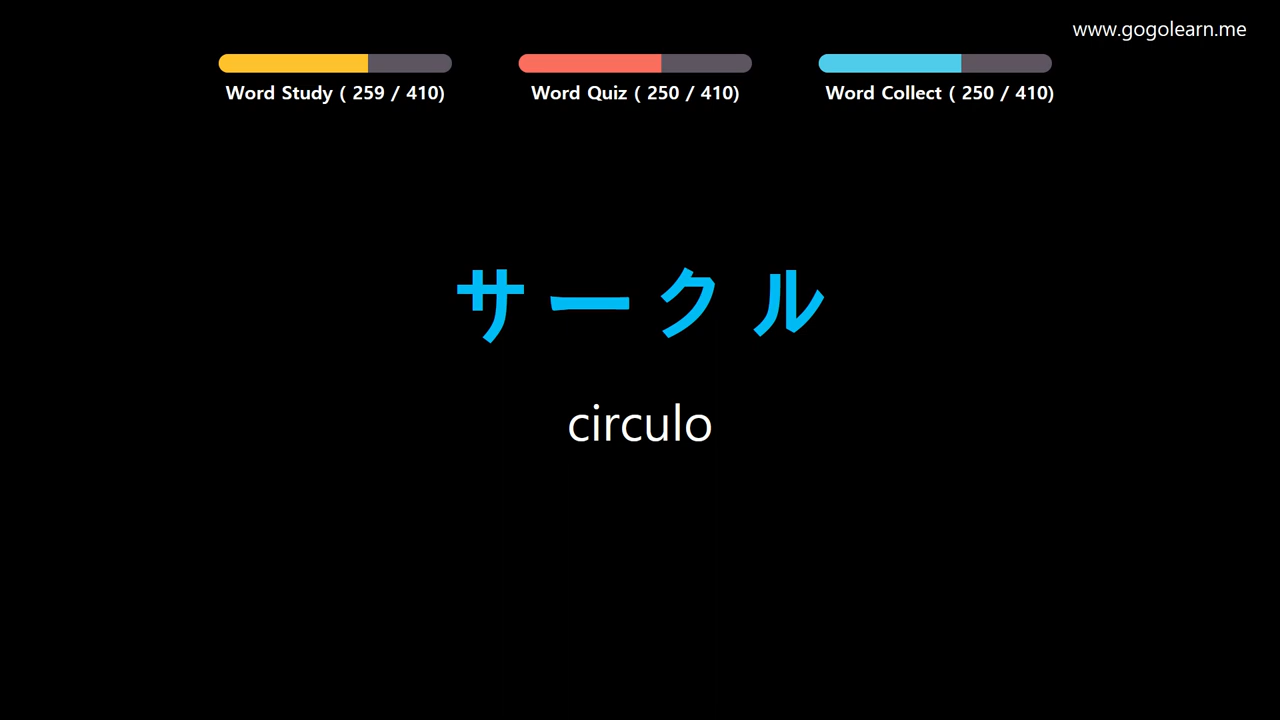 www.gogolearn.me
Word Study ( 259 / 410)
Word Quiz ( 250 / 410)
Word Collect ( 250 / 410)
サークル
circulo